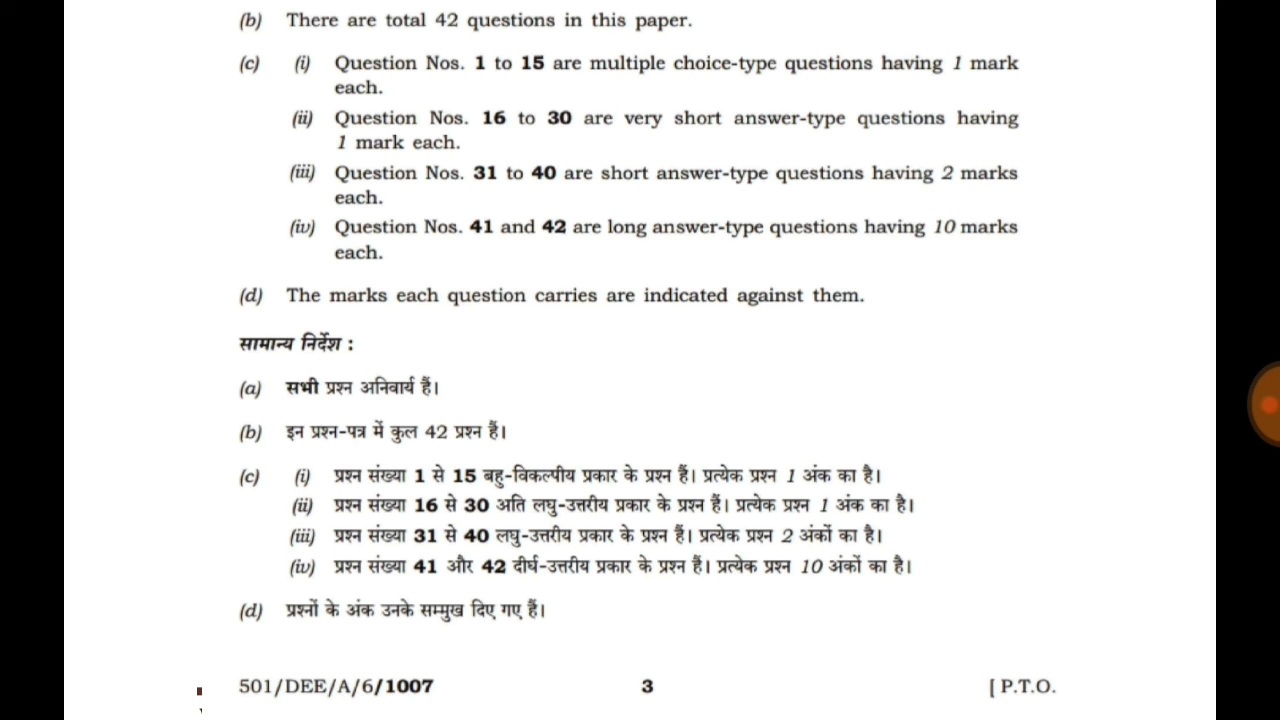 (b) There are total 42 questions in this paper.
(c) (i) Question Nos. 1 to 15 are multiple choice-type questions having 1 mark
each.
(ii) Question Nos. 16 to 30 are very short answer-type questions having
1 mark each.
(iii) Question Nos. 31 to 40 are short answer-type questions having 2 marks
each.
(iv) Question Nos. 41 and 42 are long answer-type questions having 10 marks
each.
(d) The marks each question carries are indicated against them.
सामान्य निर्देश :
(a) सभी प्रश्न अनिवार्य हैं।
(b) इन प्रश्न-पत्र में कुल 42 प्रश्न हैं।
(c) (i) प्रश्न संख्या 1 से 15 बहु-विकल्पीय प्रकार के प्रश्न हैं। प्रत्येक प्रश्न 1 अंक का है।
(ii) प्रश्न संख्या 16 से 30 अति लघु-उत्तरीय प्रकार के प्रश्न हैं। प्रत्येक प्रश्न 1 अंक का है।
(iii) प्रश्न संख्या 31 से 40 लघु-उत्तरीय प्रकार के प्रश्न हैं। प्रत्येक प्रश्न 2 अंकों का है।
(iv) प्रश्न संख्या 41 और 42 दीर्घ-उत्तरीय प्रकार के प्रश्न हैं। प्रत्येक प्रश्न 10 अंकों का है।
(d) प्रश्नों के अंक उनके सम्मुख दिए गए हैं।
501/DEE/A/6/1007 3 [ P.T.O.